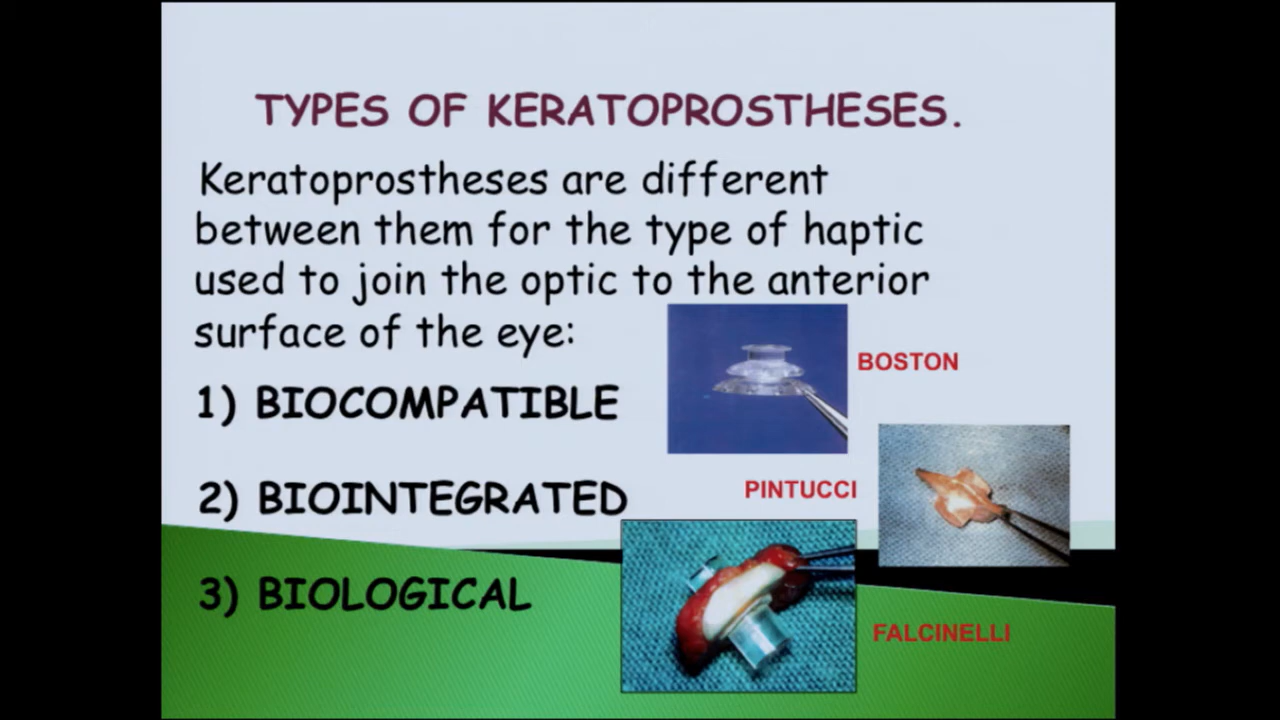 TYPES OF KERATOPROSTHESES.
Keratoprostheses are different
between them for the type of haptic
used to join the optic to the anterior
surface of the eye:
BOSTON
1) BIOCOMPATIBLE
PINTUCCI
2) BIOINTEGRATED
3) BIOLOGICAL
FALCINELLI